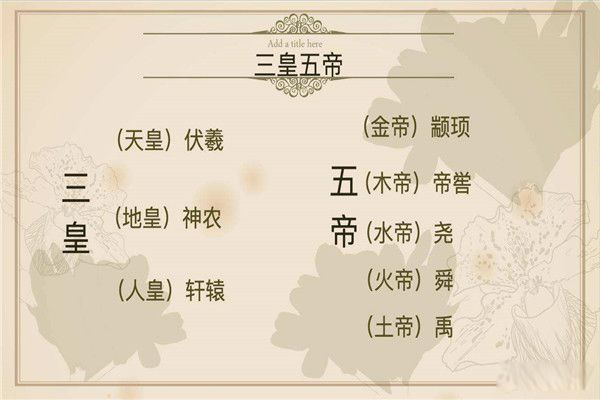 Add a title here
三皇五帝
三皇
（天皇）伏羲
（地皇）神农
（人皇）轩辕
五帝
（金帝）颛顼
（木帝）帝喾
（水帝）尧
（火帝）舜
（土帝）禹